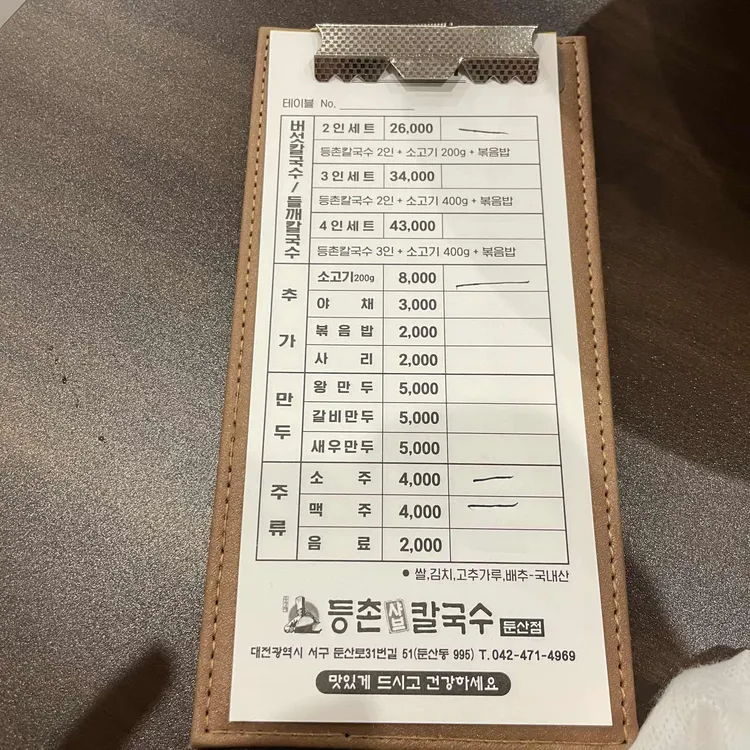 테이블 No. ____________
버섯칼국수/들깨칼국수
2인세트 26,000
등촌칼국수 2인 + 소고기 200g + 볶음밥
3인세트 34,000
등촌칼국수 2인 + 소고기 400g + 볶음밥
4인세트 43,000
등촌칼국수 3인 + 소고기 400g + 볶음밥
추가
소고기200g 8,000
야 채 3,000
볶음밥 2,000
사 리 2,000
만두
왕만두 5,000
갈비만두 5,000
새우만두 5,000
주류
소 주 4,000
맥 주 4,000
음 료 2,000
• 쌀,김치,고추가루,배추-국내산
등촌샤브칼국수 둔산점
대전광역시 서구 둔산로31번길 51(둔산동 995) T. 042-471-4969
맛있게 드시고 건강하세요